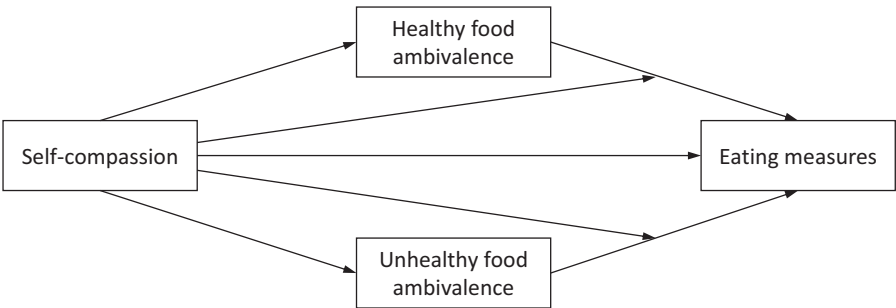 Healthy food
ambivalence
Self-compassion
Eating measures
Unhealthy food
ambivalence